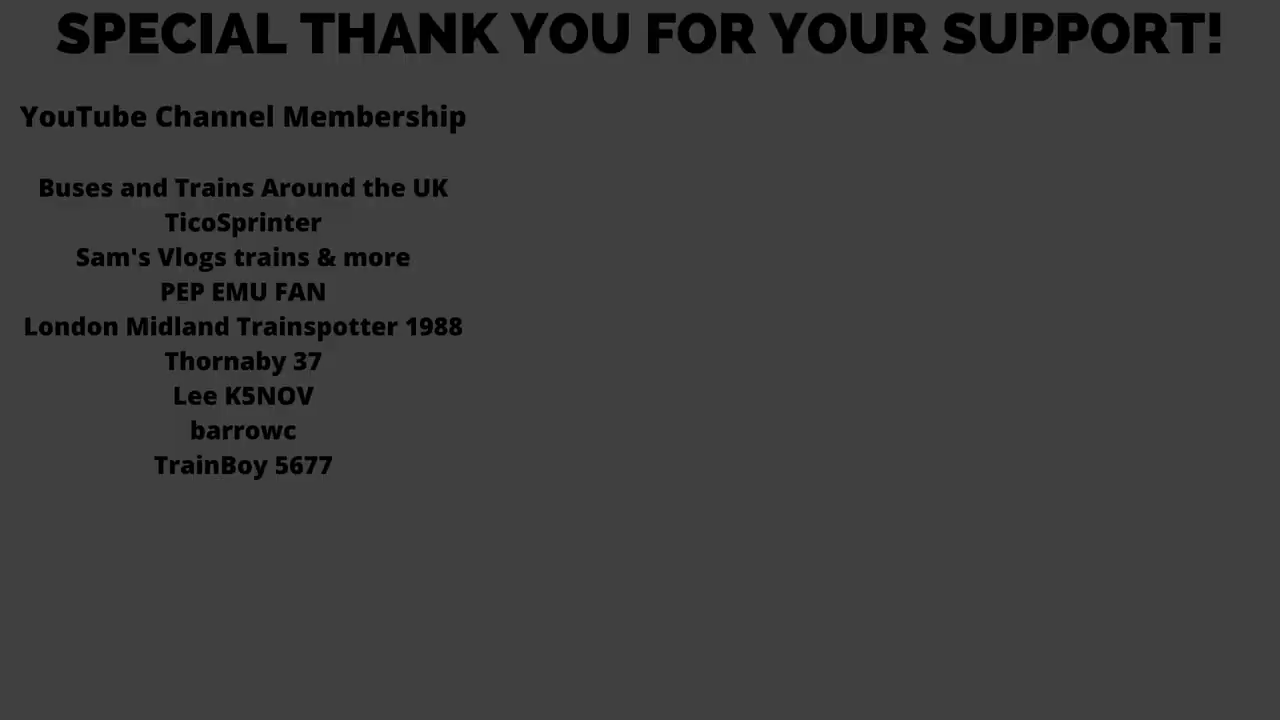 SPECIAL THANK YOU FOR YOUR SUPPORT!
YouTube Channel Membership
Buses and Trains Around the UK
TicoSprinter
Sam's Vlogs trains & more
PEP EMU FAN
London Midland Trainspotter 1988
Thornaby 37
Lee K5NOV
barrowc
TrainBoy 5677